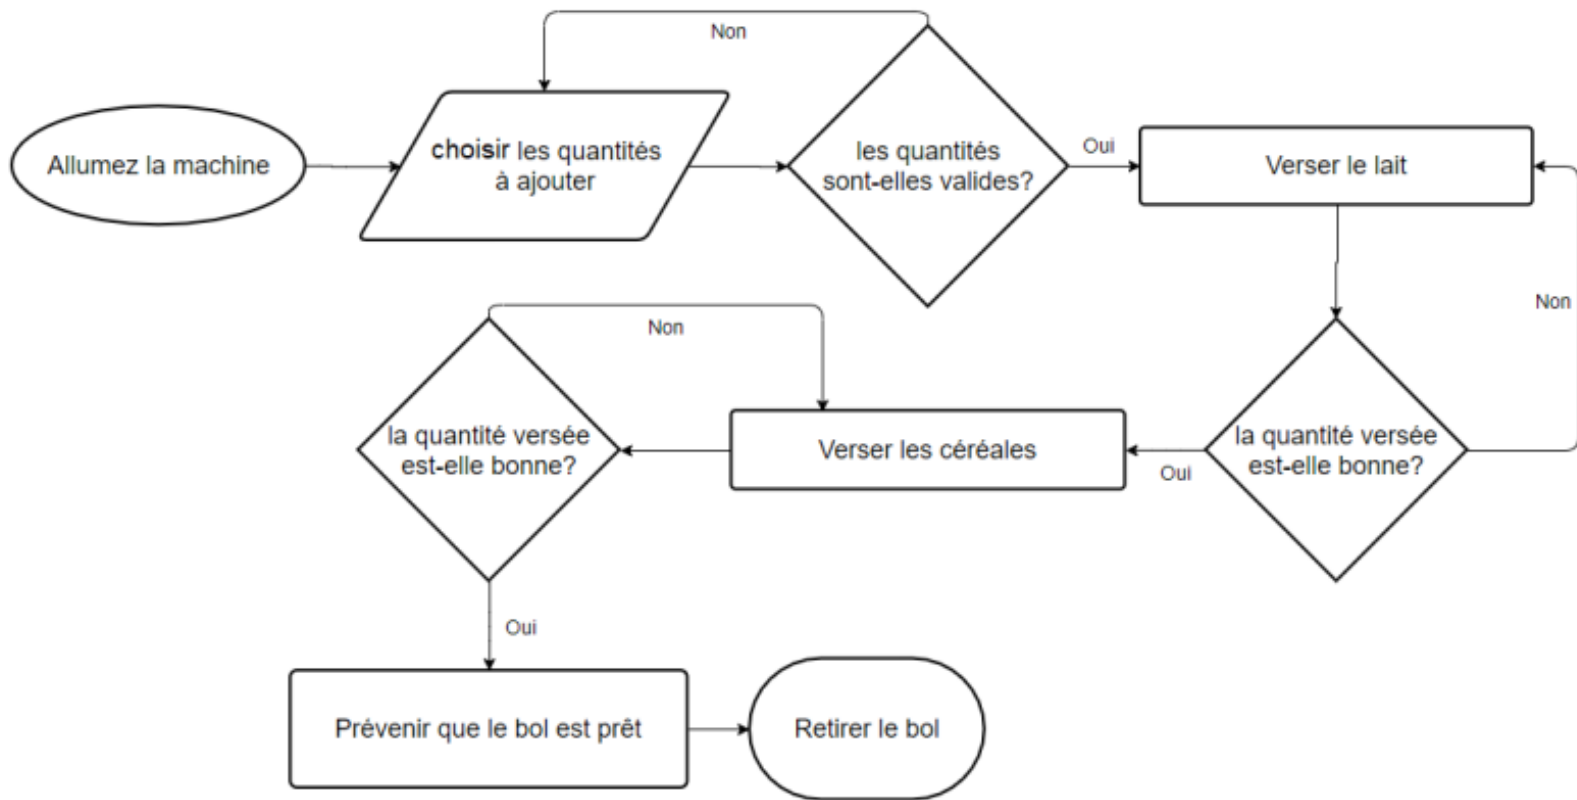 Non
Allumez la machine
choisir les quantités
à ajouter
les quantités
sont-elles valides?
Oui
Verser le lait
Non
la quantité versée
est-elle bonne?
Oui
Verser les céréales
Non
la quantité versée
est-elle bonne?
Oui
Prévenir que le bol est prêt
Retirer le bol